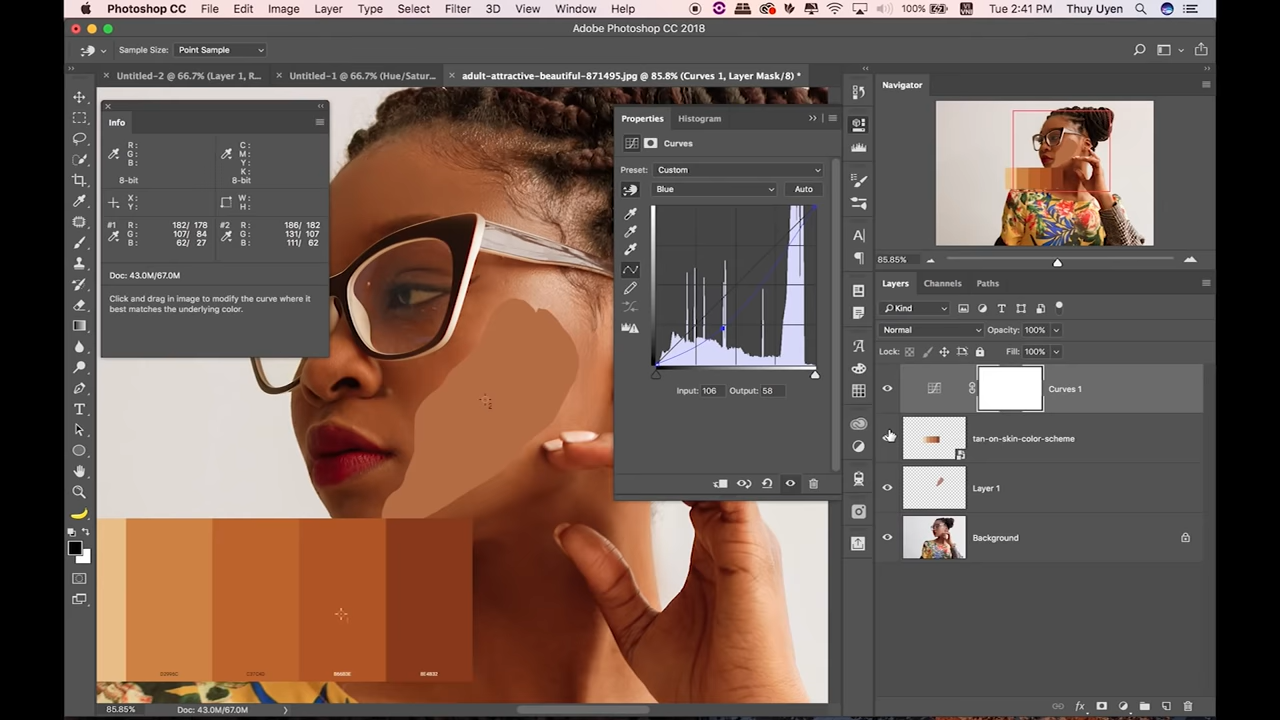 Photoshop CC File Edit Image Layer Type Select Filter 3D View Window Help 100% Tue 2:41 PM Thuy Uyen
Adobe Photoshop CC 2018
Sample Size: Point Sample
Untitled-2 @ 66.7% (Layer 1, R... Untitled-1 @ 66.7% (Hue/Satur... adult-attractive-beautiful-871495.jpg @ 85.8% (Curves 1, Layer Mask/8) *
Info
R: C:
G: M:
B: Y:
K:
8-bit 8-bit
X: W:
Y: H:
#1 R: 182/ 178 #2 R: 186/ 182
G: 107/ 84 G: 131/ 107
B: 62/ 27 B: 111/ 62
Doc: 43.0M/67.0M
Click and drag in image to modify the curve where it
best matches the underlying color.
Properties Histogram
Curves
Preset: Custom
Blue Auto
Input: 106 Output: 58
Navigator
85.85%
Layers Channels Paths
Kind
Normal Opacity: 100%
Lock: Fill: 100%
Curves 1
tan-on-skin-color-scheme
Layer 1
Background
85.85% Doc: 43.0M/67.0M